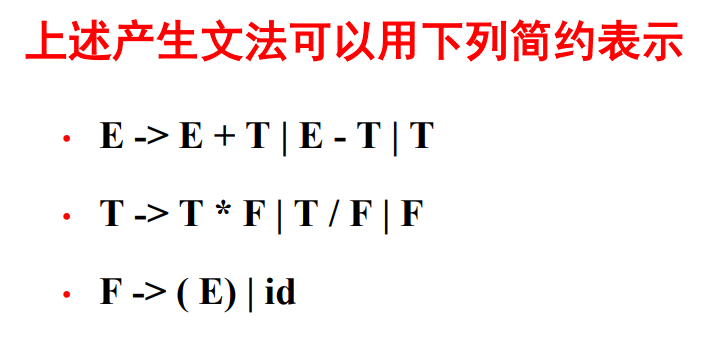 上述产生文法可以用下列简约表示
• E -> E + T | E - T | T
• T -> T * F | T / F | F
• F -> ( E) | id